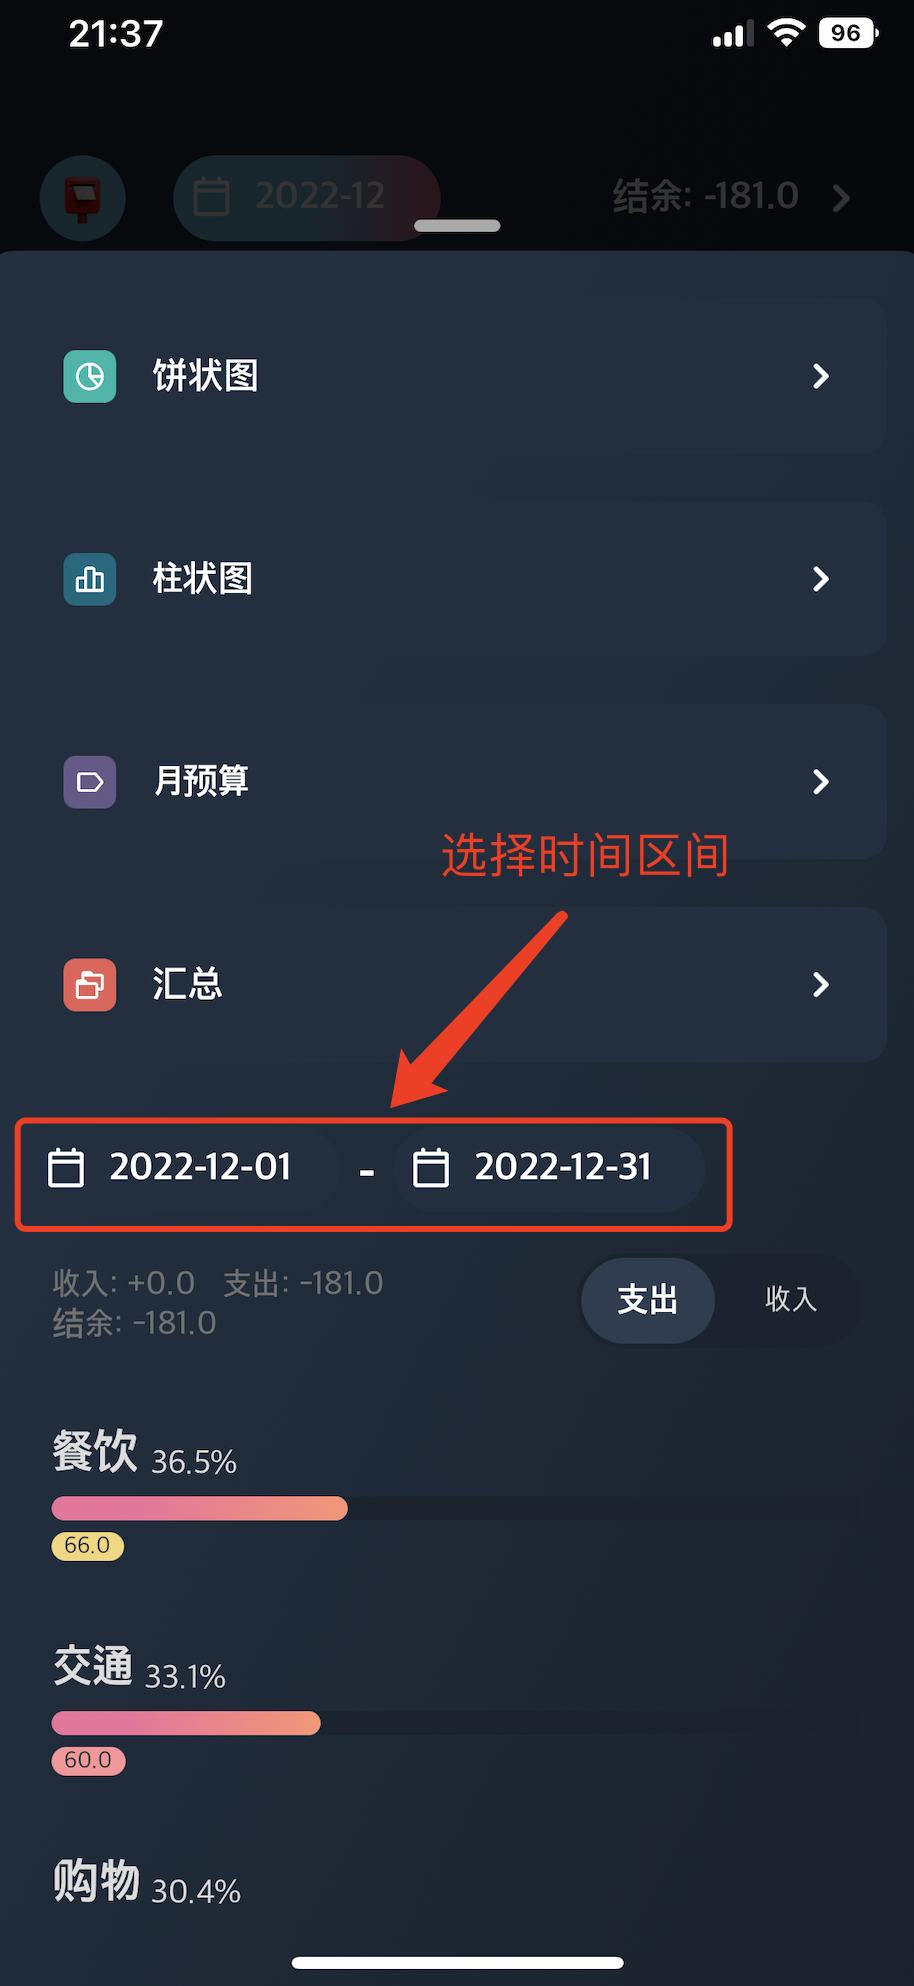 21:37
96
2022-12
结余: -181.0
饼状图
柱状图
月预算
选择时间区间
汇总
2022-12-01 - 2022-12-31
收入: +0.0 支出: -181.0
结余: -181.0
支出 收入
餐饮 36.5%
66.0
交通 33.1%
60.0
购物 30.4%